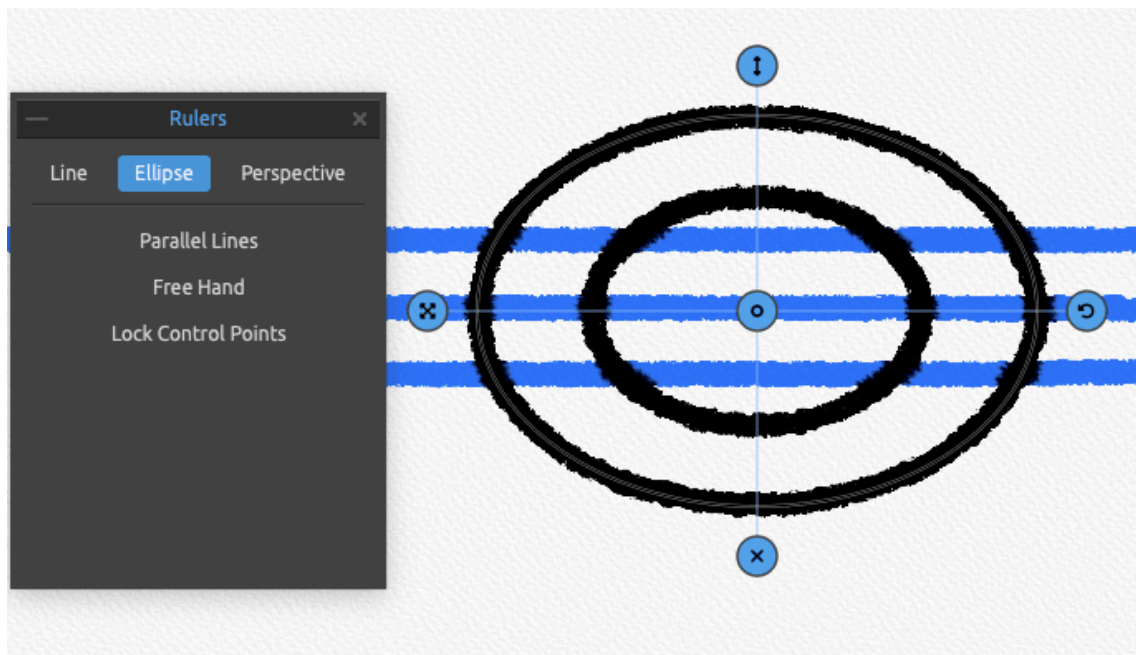 Rulers
Line Ellipse Perspective
Parallel Lines
Free Hand
Lock Control Points